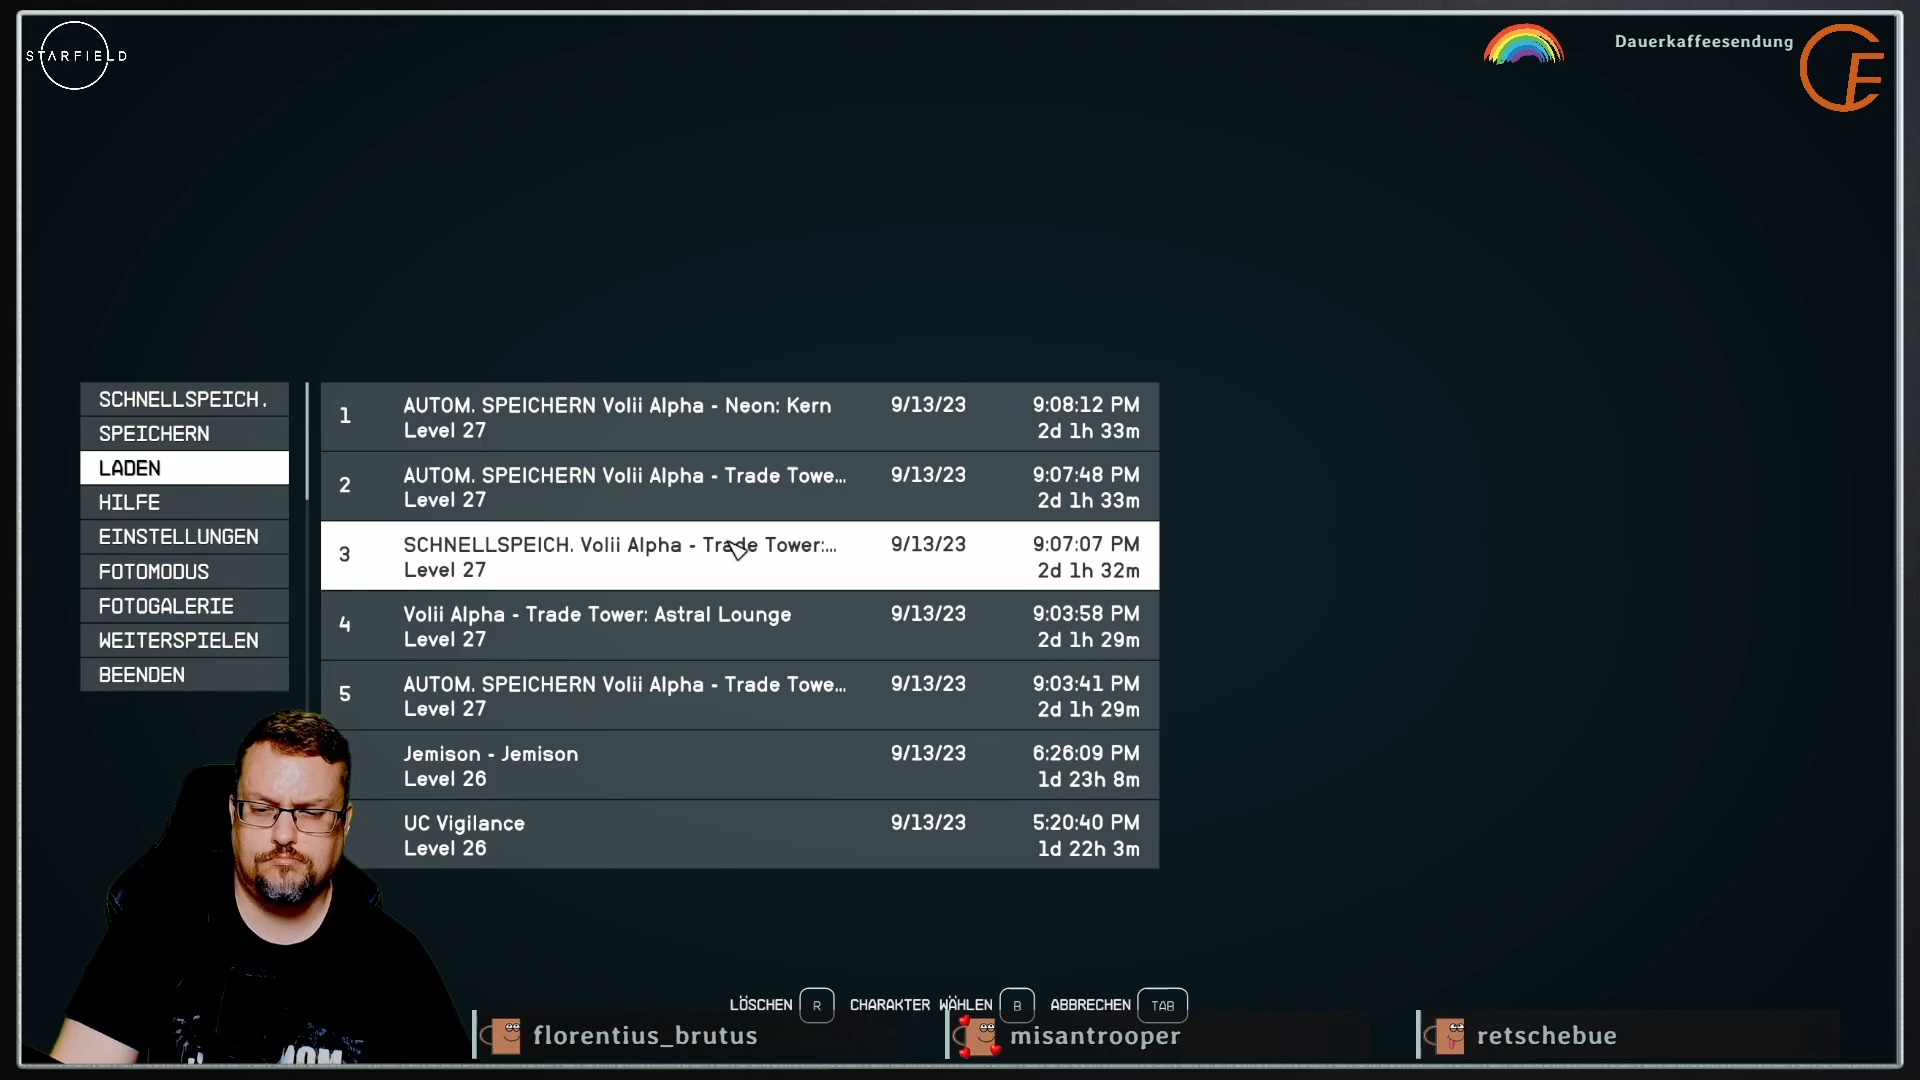 STARFIELD
Dauerkaffeesendung
SCHNELLSPEICH.
SPEICHERN
LADEN
HILFE
EINSTELLUNGEN
FOTOMODUS
FOTOGALERIE
WEITERSPIELEN
BEENDEN
1 AUTOM. SPEICHERN Volii Alpha - Neon: Kern 9/13/23 9:08:12 PM
Level 27 2d 1h 33m
2 AUTOM. SPEICHERN Volii Alpha - Trade Towe... 9/13/23 9:07:48 PM
Level 27 2d 1h 33m
3 SCHNELLSPEICH. Volii Alpha - Trade Tower:... 9/13/23 9:07:07 PM
Level 27 2d 1h 32m
4 Volii Alpha - Trade Tower: Astral Lounge 9/13/23 9:03:58 PM
Level 27 2d 1h 29m
5 AUTOM. SPEICHERN Volii Alpha - Trade Towe... 9/13/23 9:03:41 PM
Level 27 2d 1h 29m
Jemison - Jemison 9/13/23 6:26:09 PM
Level 26 1d 23h 8m
UC Vigilance 9/13/23 5:20:40 PM
Level 26 1d 22h 3m
LÖSCHEN R CHARAKTER WÄHLEN B ABBRECHEN TAB
florentius_brutus misantrooper retschebue